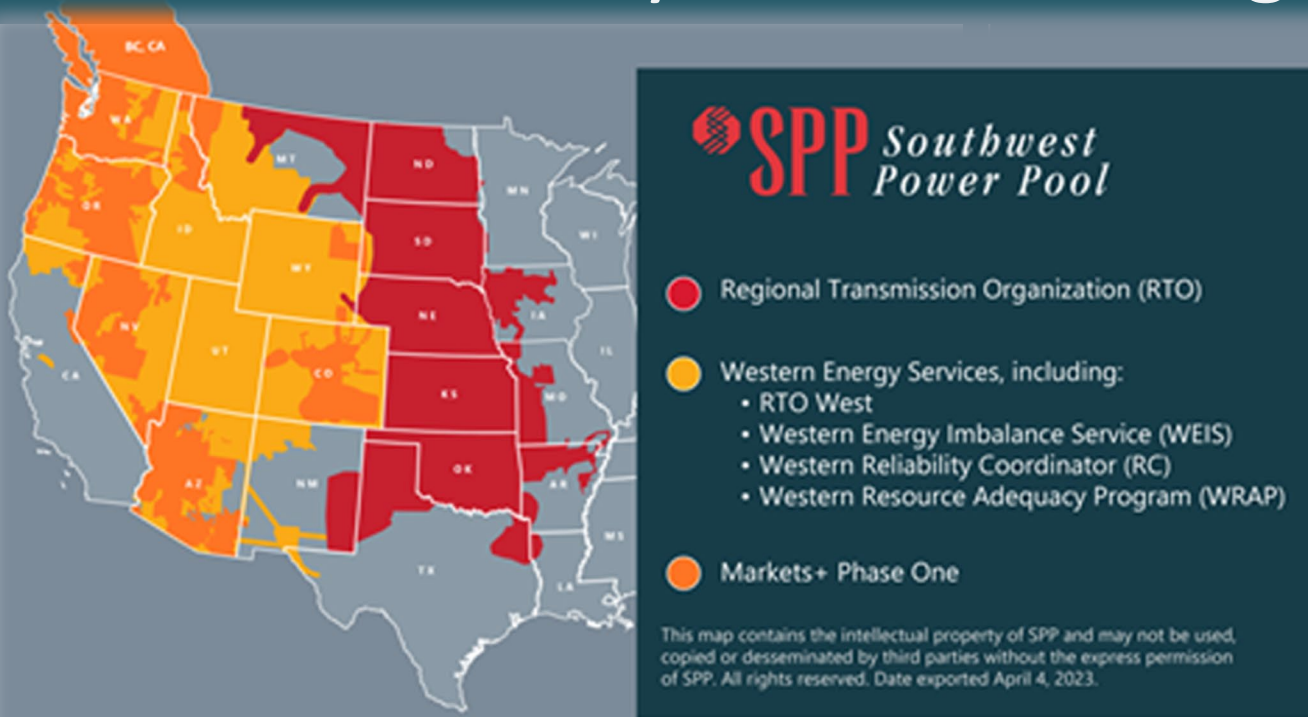 BC, CA
WA
MT
ND
MN
OR
ID
SD
WI
WY
NE
IA
NV
UT
IL
CA
CO
KS
MO
AZ
NM
OK
AR
MS
TX
LA
SPP Southwest
Power Pool
Regional Transmission Organization (RTO)
Western Energy Services, including:
• RTO West
• Western Energy Imbalance Service (WEIS)
• Western Reliability Coordinator (RC)
• Western Resource Adequacy Program (WRAP)
Markets+ Phase One
This map contains the intellectual property of SPP and may not be used,
copied or desseminated by third parties without the express permission
of SPP. All rights reserved. Date exported April 4, 2023.